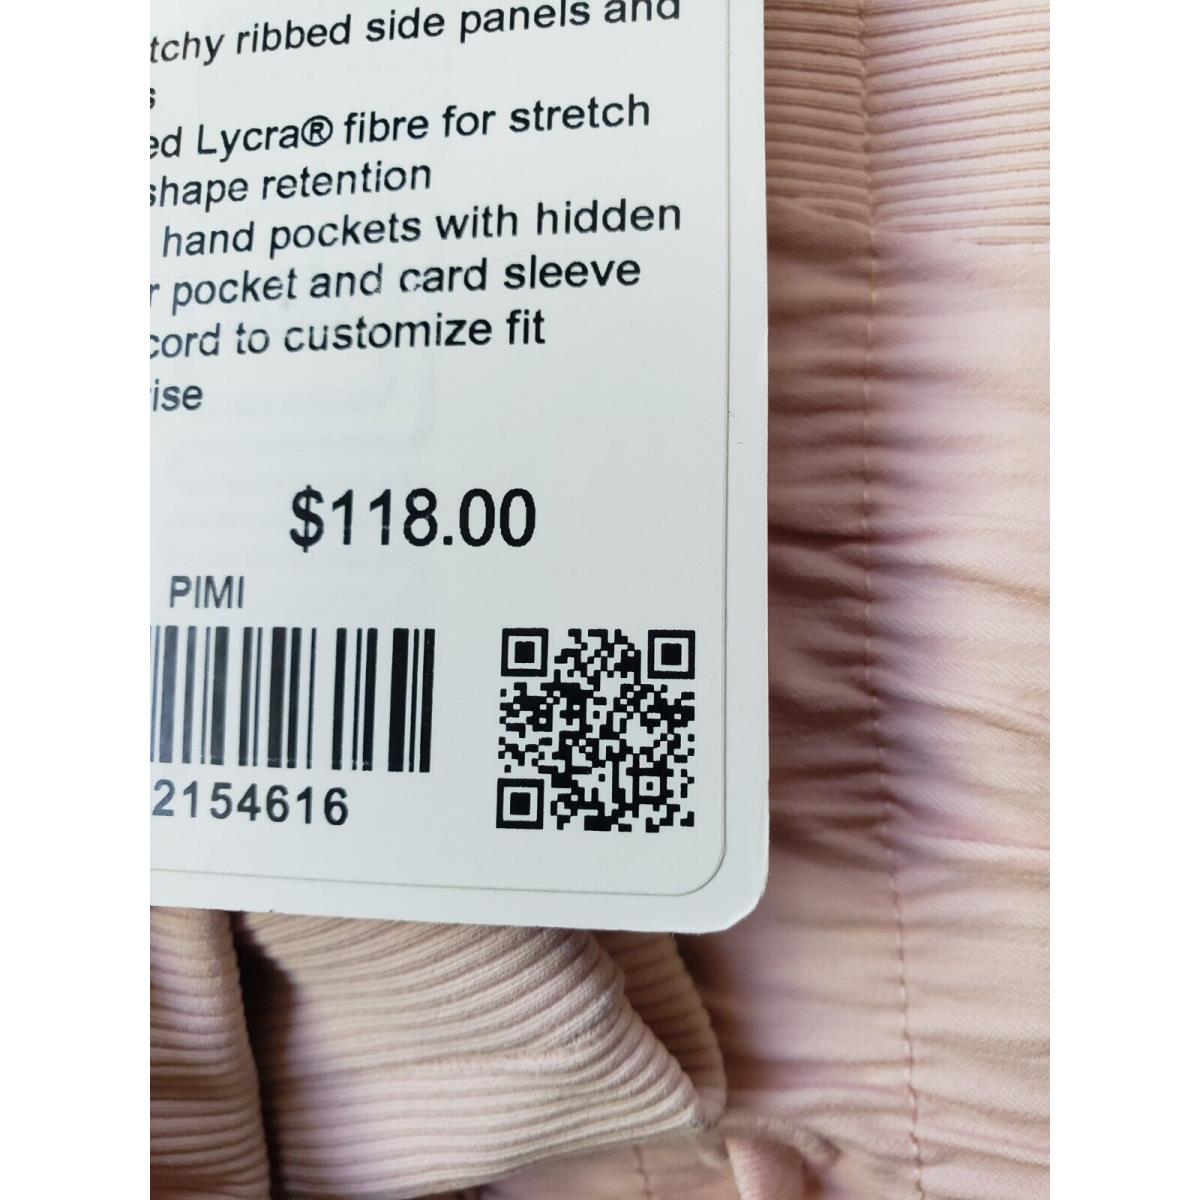 tchy ribbed side panels and
s
ed Lycra® fibre for stretch
shape retention
hand pockets with hidden
r pocket and card sleeve
cord to customize fit
rise
$118.00
PIMI
2154616